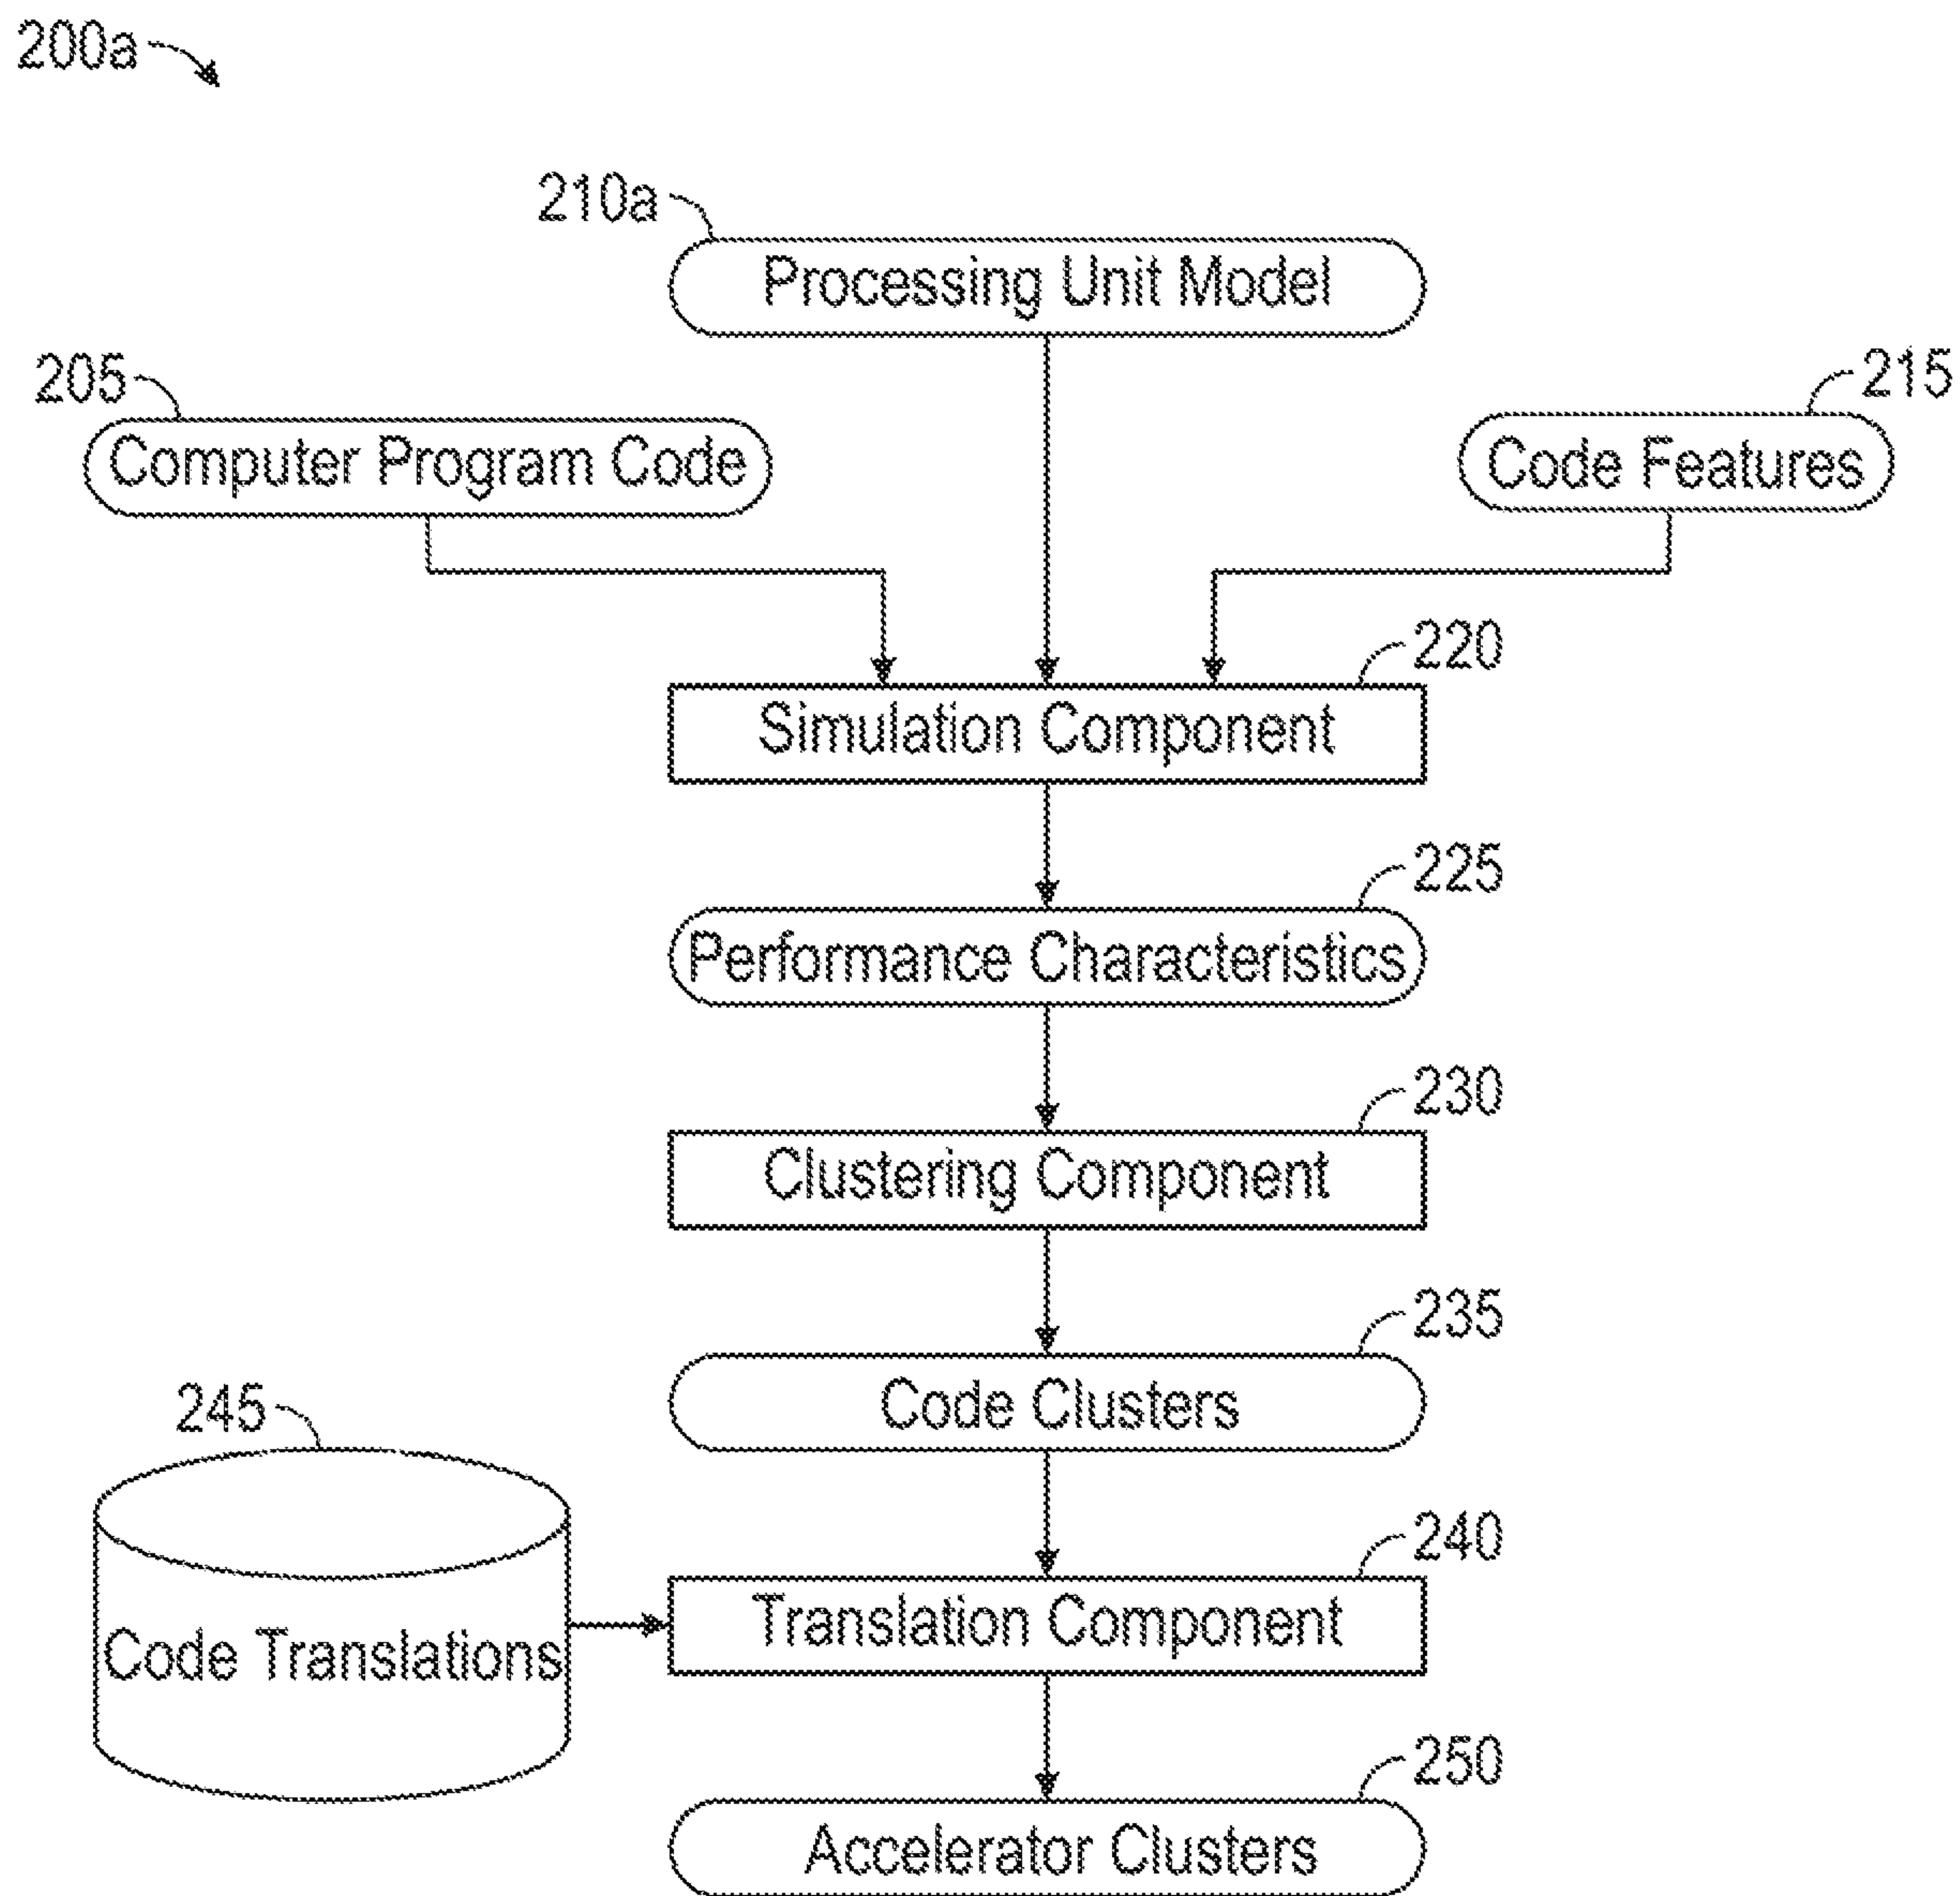 200a
210a
Processing Unit Model
205
215
Computer Program Code
Code Features
220
Simulation Component
225
Performance Characteristics
230
Clustering Component
235
Code Clusters
245
240
Translation Component
Code Translations
250
Accelerator Clusters